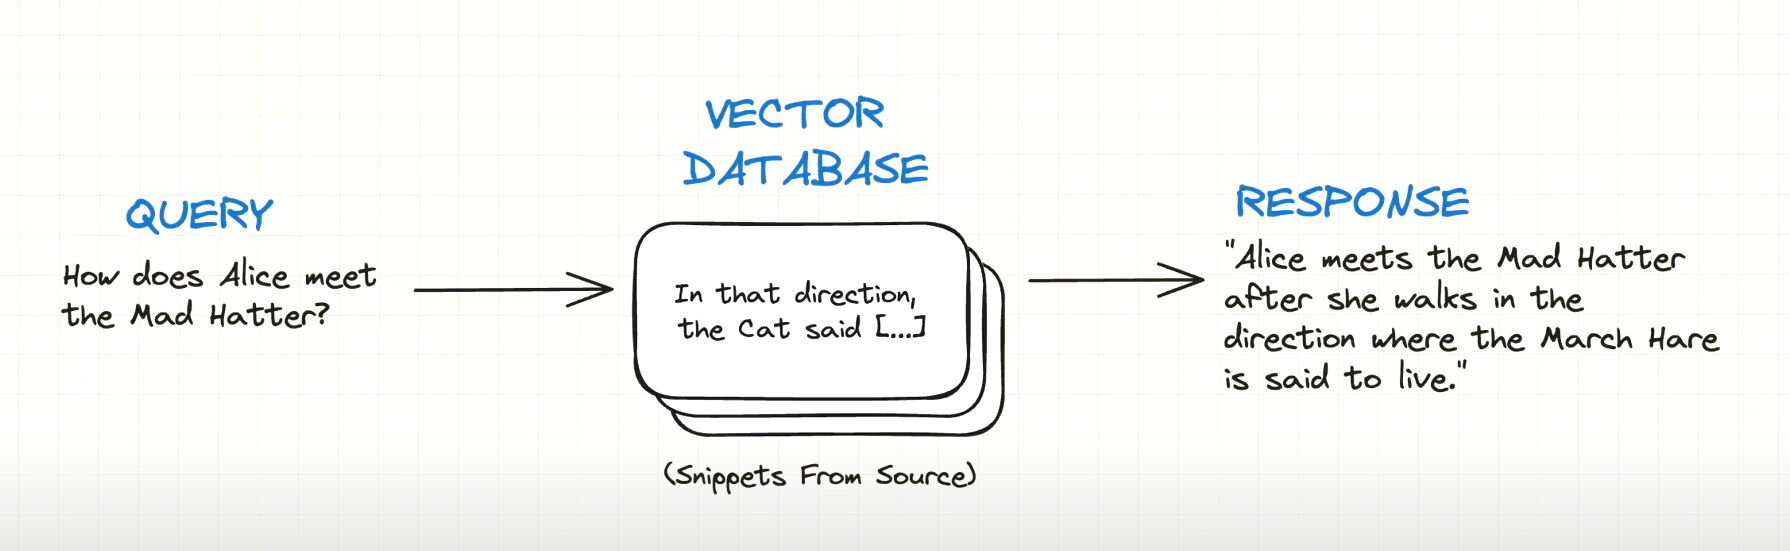 QUERY
How does Alice meet
the Mad Hatter?
VECTOR
DATABASE
In that direction,
the Cat said [...]
(Snippets From Source)
RESPONSE
"Alice meets the Mad Hatter
after she walks in the
direction where the March Hare
is said to live."